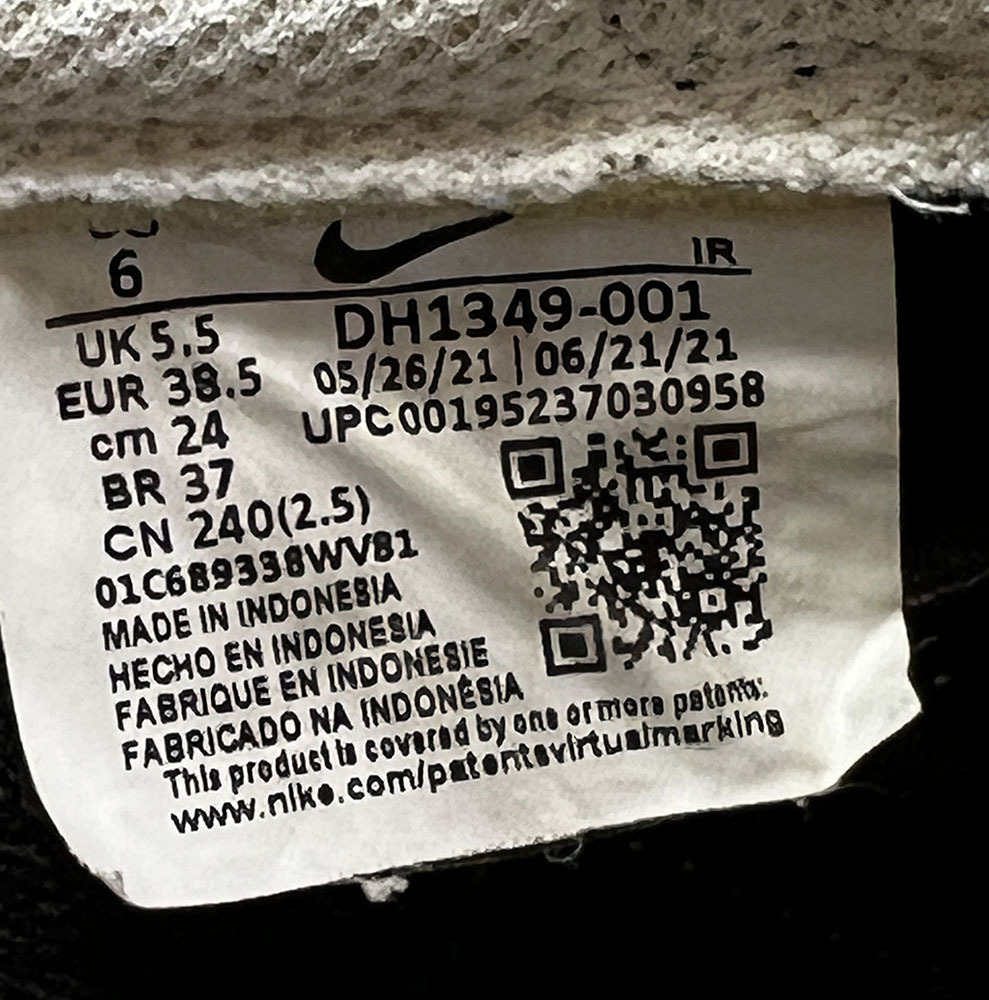 6
IR
UK 5.5
DH1349-001
EUR 38.5
05/26/21 | 06/21/21
cm 24
UPC 00195237030958
BR 37
CN 240(2.5)
01C689338WV81
MADE IN INDONESIA
HECHO EN INDONESIA
FABRIQUE EN INDONESIE
FABRICADO NA INDONÉSIA
This product is covered by one or more patents:
www.nike.com/patentsvirtualmarking